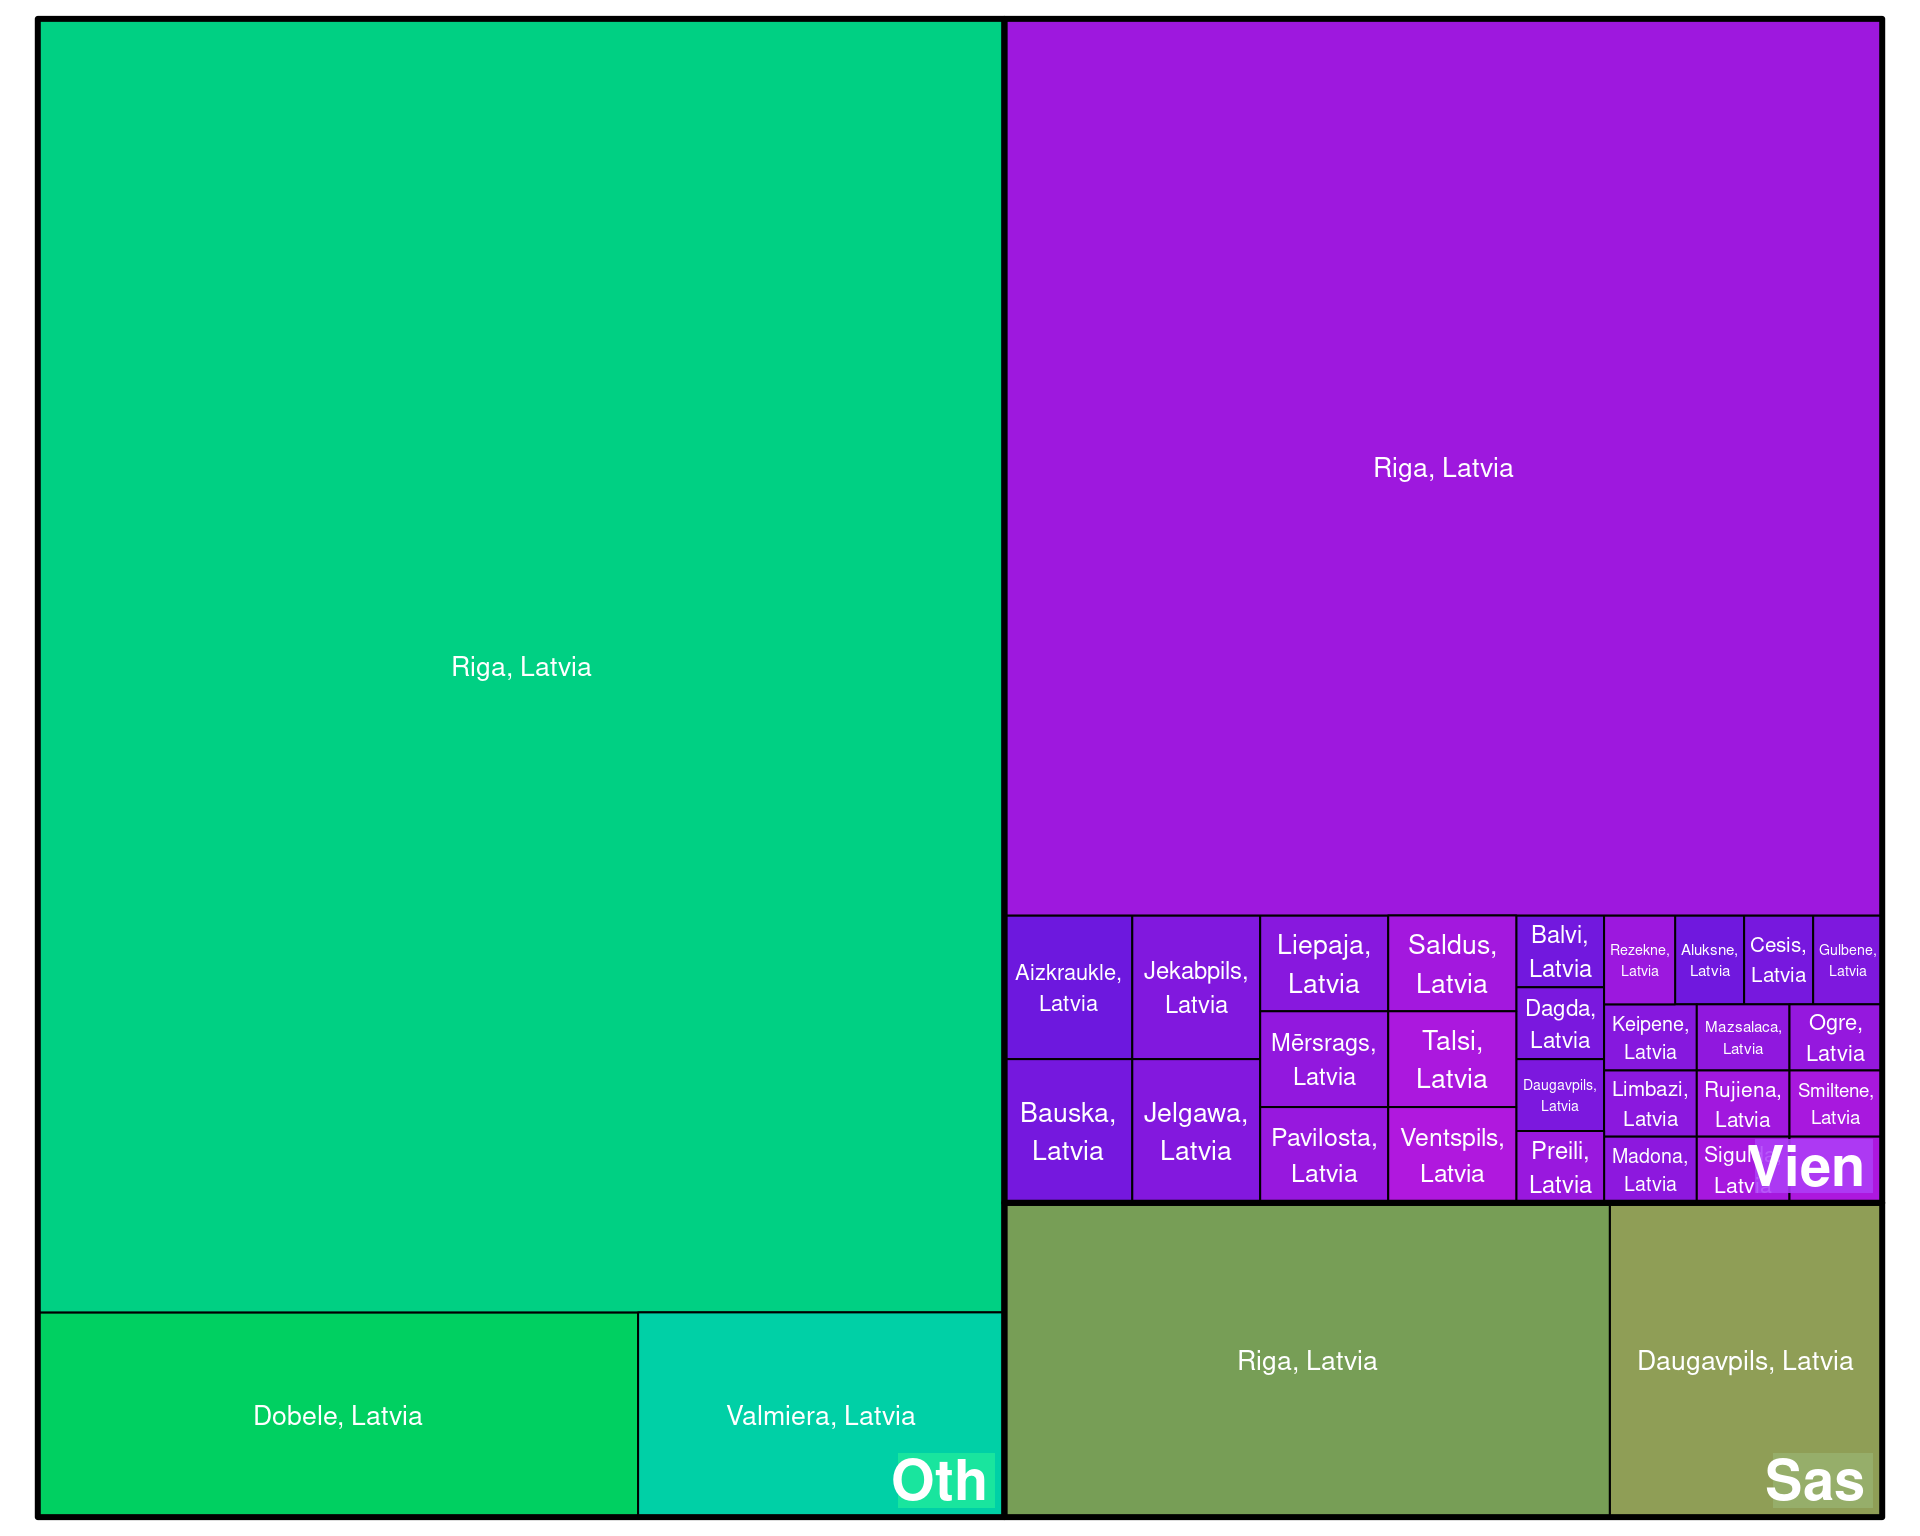 Riga, Latvia
Dobele, Latvia
Valmiera, Latvia
Oth
Riga, Latvia
Aizkraukle,
Latvia
Bauska,
Latvia
Jekabpils,
Latvia
Jelgawa,
Latvia
Liepaja,
Latvia
Mērsrags,
Latvia
Pavilosta,
Latvia
Saldus,
Latvia
Talsi,
Latvia
Ventspils,
Latvia
Balvi,
Latvia
Dagda,
Latvia
Daugavpils,
Latvia
Preili,
Latvia
Rezekne,
Latvia
Aluksne,
Latvia
Cesis,
Latvia
Gulbene,
Latvia
Keipene,
Latvia
Mazsalaca,
Latvia
Ogre,
Latvia
Limbazi,
Latvia
Rujiena,
Latvia
Smiltene,
Latvia
Madona,
Latvia
Latvia
Vien
Riga, Latvia
Daugavpils, Latvia
Sas